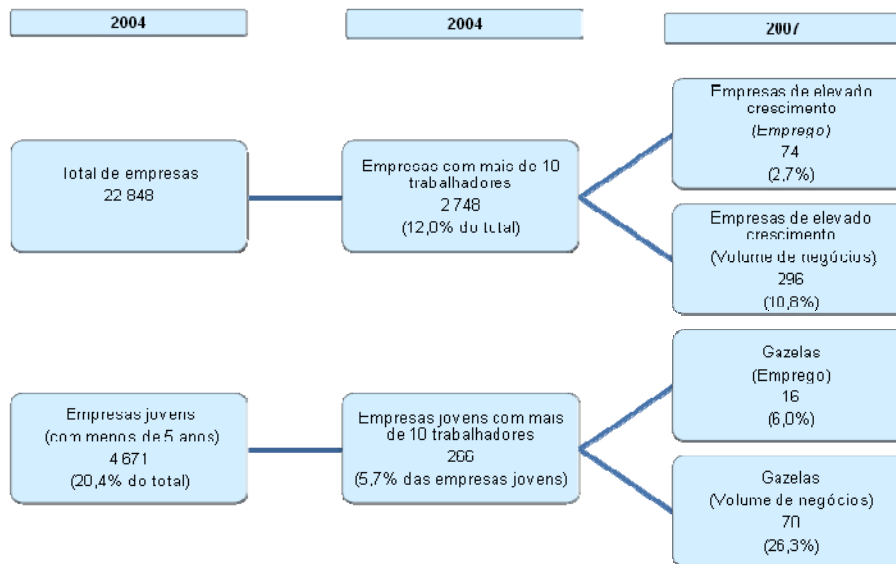 2004
2004
2007
Total de empresas
22 848
Empresas com mais de 10
trabalhadores
2 748
(12,0% do total)
Empresas de elevado
crescimento
(Emprego)
74
(2,7%)
Empresas de elevado
crescimento
(Volume de negócios)
296
(10,8%)
Empresas jovens
(com menos de 5 anos)
4 671
(20,4% do total)
Empresas jovens com mais
de 10 trabalhadores
266
(5,7% das empresas jovens)
Gazelas
(Emprego)
16
(6,0%)
Gazelas
(Volume de negócios)
70
(26,3%)